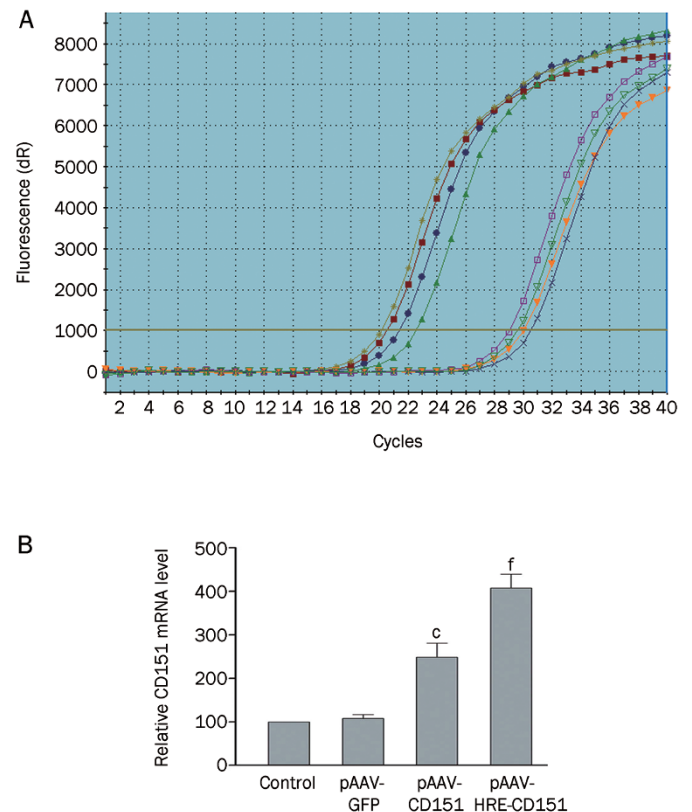 A
8000
7000
6000
5000
4000
3000
2000
1000
0
Fluorescence (dR)
2 4 6 8 10 12 14 16 18 20 22 24 26 28 30 32 34 36 38 40
Cycles
B
500
400
300
200
100
0
Relative CD151 mRNA level
c
f
Control pAAV- pAAV- pAAV-
GFP CD151 HRE-CD151